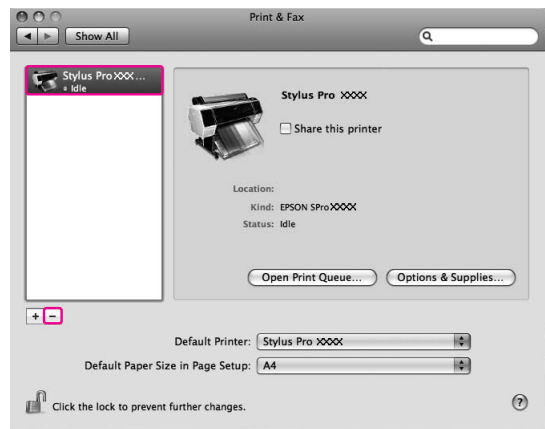 Print & Fax
Show All
Stylus Pro XXX...
Idle
Stylus Pro XXXX
Share this printer
Location:
Kind: EPSON SPro XXXX
Status: Idle
Open Print Queue...
Options & Supplies...
+ −
Default Printer: Stylus Pro XXXX
Default Paper Size in Page Setup: A4
Click the lock to prevent further changes.
?